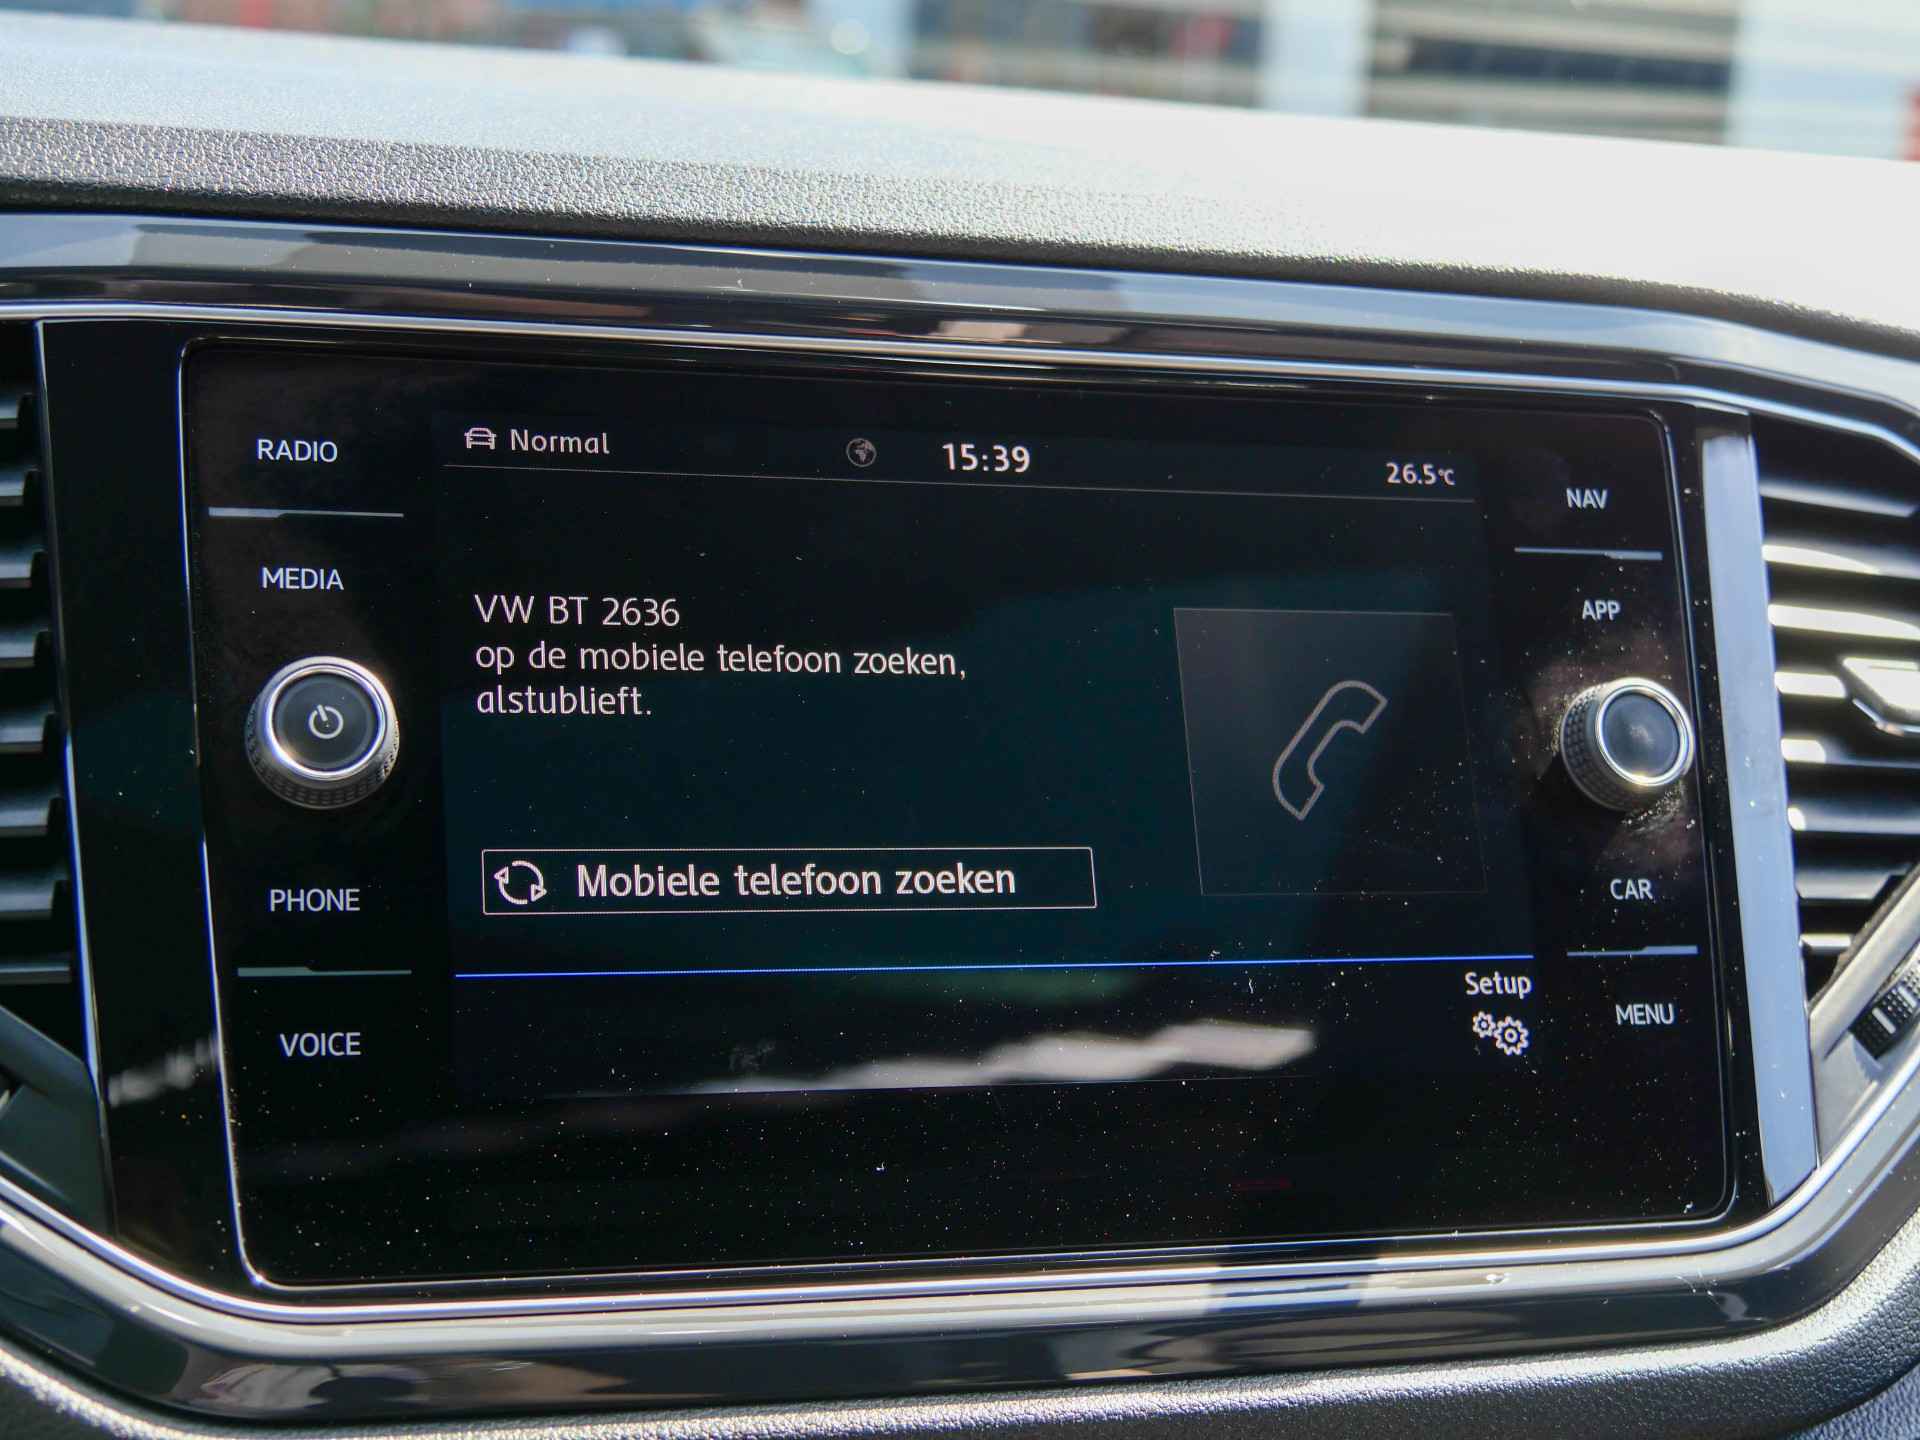 RADIO
MEDIA
PHONE
VOICE
Normal
15:39
26.5°C
VW BT 2636
op de mobiele telefoon zoeken,
alstublieft.
Mobiele telefoon zoeken
Setup
NAV
APP
CAR
MENU